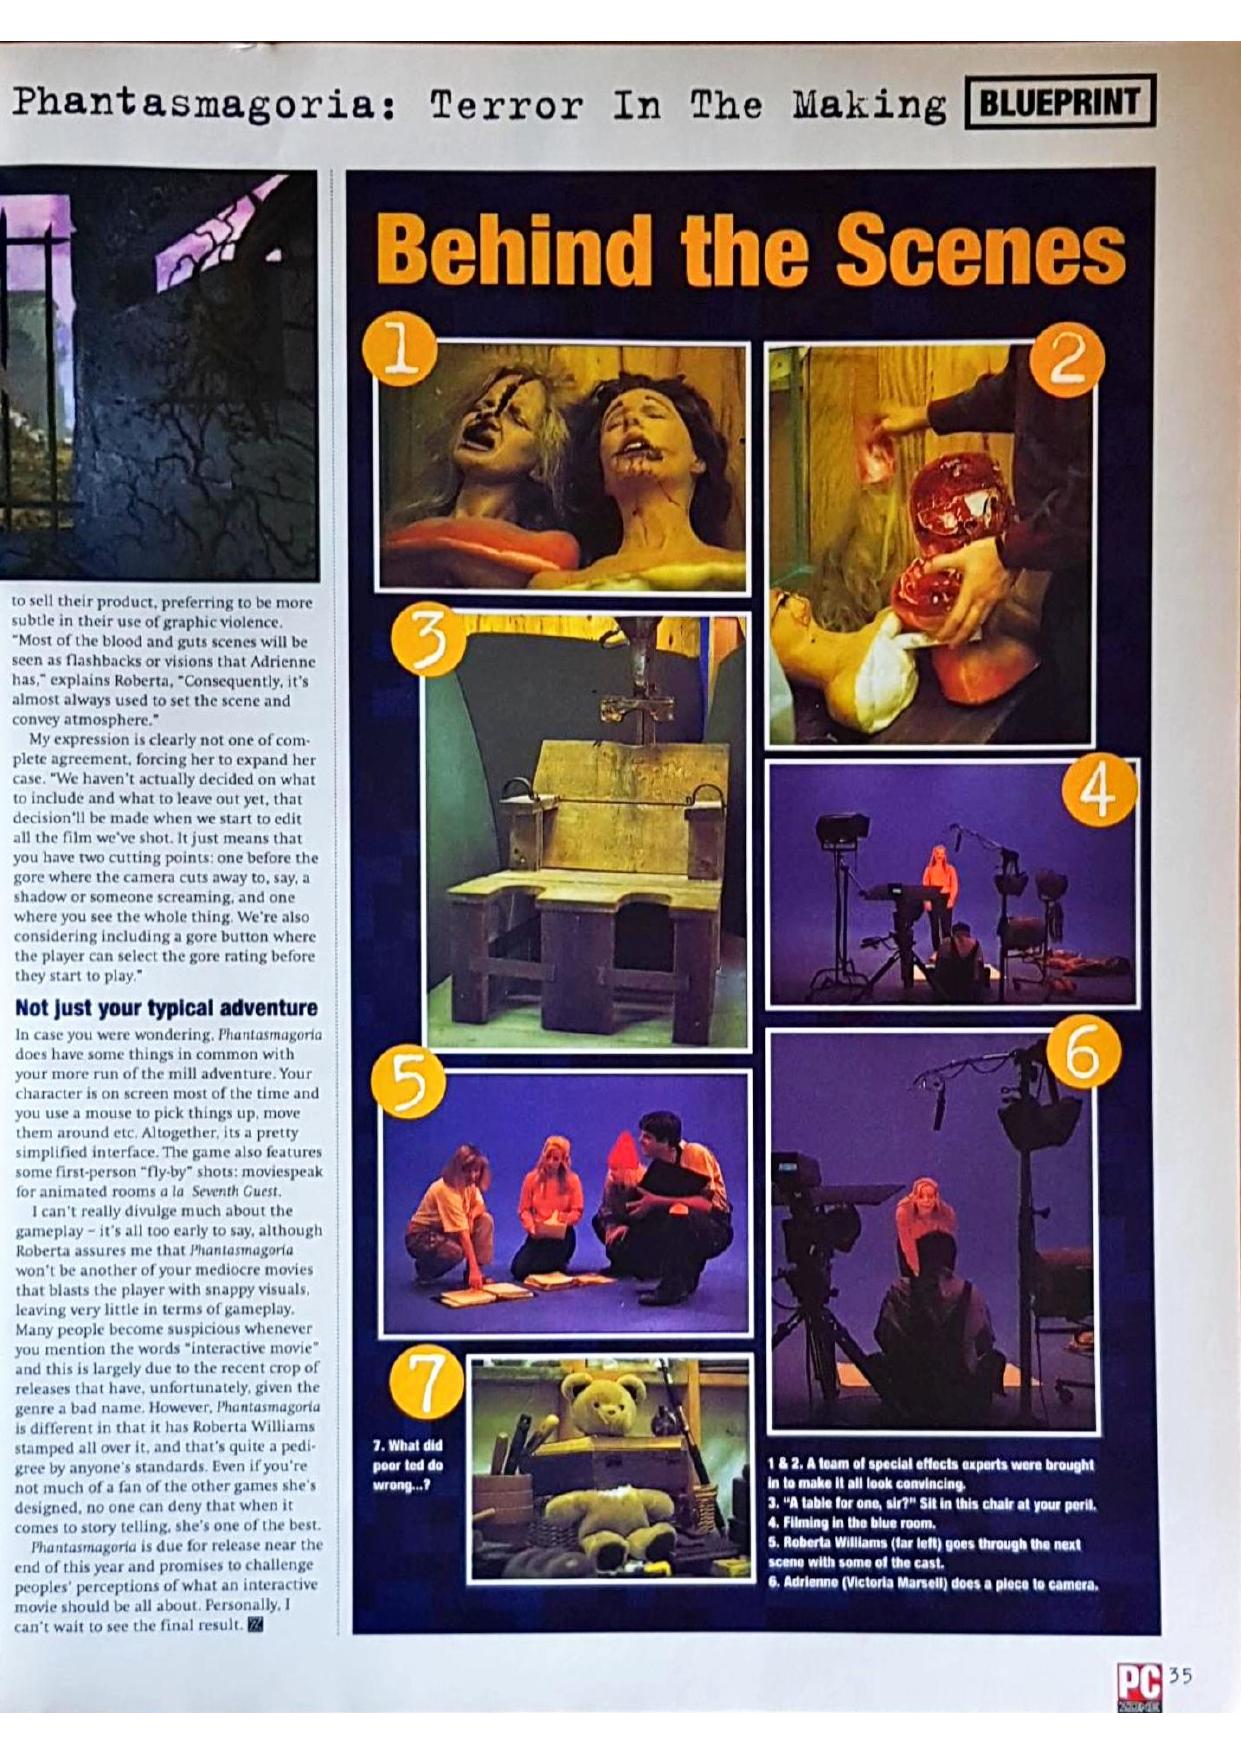 Phantasmagoria: Terror In The Making BLUEPRINT
to sell their product, preferring to be more
subtle in their use of graphic violence.
"Most of the blood and guts scenes will be
seen as flashbacks or visions that Adrienne
has," explains Roberta, "Consequently, it's
almost always used to set the scene and
convey atmosphere."
My expression is clearly not one of com-
plete agreement, forcing her to expand her
case. "We haven't actually decided on what
to include and what to leave out yet, that
decision'll be made when we start to edit
all the film we've shot. It just means that
you have two cutting points: one before the
gore where the camera cuts away to, say, a
shadow or someone screaming, and one
where you see the whole thing. We're also
considering including a gore button where
the player can select the gore rating before
they start to play."
Not just your typical adventure
In case you were wondering, Phantasmagoria
does have some things in common with
your more run of the mill adventure. Your
character is on screen most of the time and
you use a mouse to pick things up, move
them around etc. Altogether, its a pretty
simplified interface. The game also features
some first-person "fly-by" shots: moviespeak
for animated rooms a la Seventh Guest.
I can't really divulge much about the
gameplay – it's all too early to say, although
Roberta assures me that Phantasmagoria
won't be another of your mediocre movies
that blasts the player with snappy visuals,
leaving very little in terms of gameplay.
Many people become suspicious whenever
you mention the words "interactive movie"
and this is largely due to the recent crop of
releases that have, unfortunately, given the
genre a bad name. However, Phantasmagoria
is different in that it has Roberta Williams
stamped all over it, and that's quite a pedi-
gree by anyone's standards. Even if you're
not much of a fan of the other games she's
designed, no one can deny that when it
comes to story telling, she's one of the best.
Phantasmagoria is due for release near the
end of this year and promises to challenge
peoples' perceptions of what an interactive
movie should be all about. Personally, I
can't wait to see the final result.
Behind the Scenes
1
2
3
4
5
6
7
7. What did
poor ted do
wrong...?
1 & 2. A team of special effects experts were brought
in to make it all look convincing.
3. "A table for one, sir?" Sit in this chair at your peril.
4. Filming in the blue room.
5. Roberta Williams (far left) goes through the next
scene with some of the cast.
6. Adrienne (Victoria Marsell) does a piece to camera.
PC ZONE 35